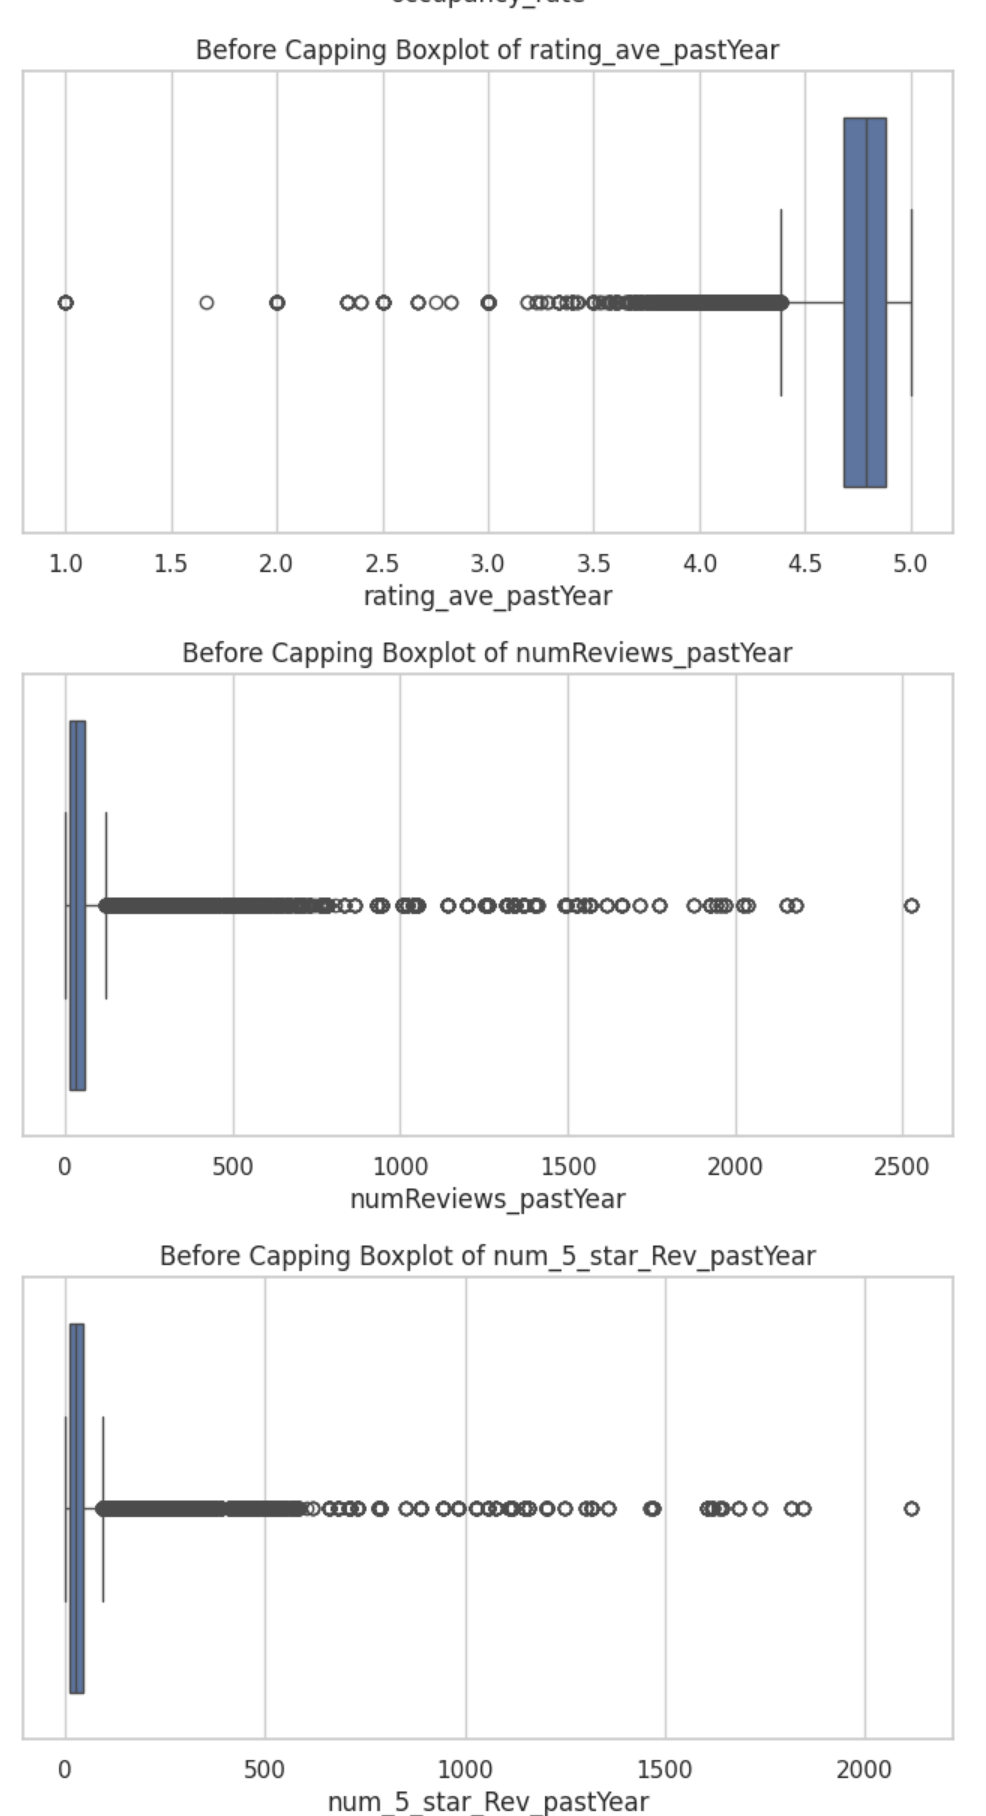 occupancy_rate
Before Capping Boxplot of rating_ave_pastYear
1.0 1.5 2.0 2.5 3.0 3.5 4.0 4.5 5.0
rating_ave_pastYear
Before Capping Boxplot of numReviews_pastYear
0 500 1000 1500 2000 2500
numReviews_pastYear
Before Capping Boxplot of num_5_star_Rev_pastYear
0 500 1000 1500 2000
num_5_star_Rev_pastYear